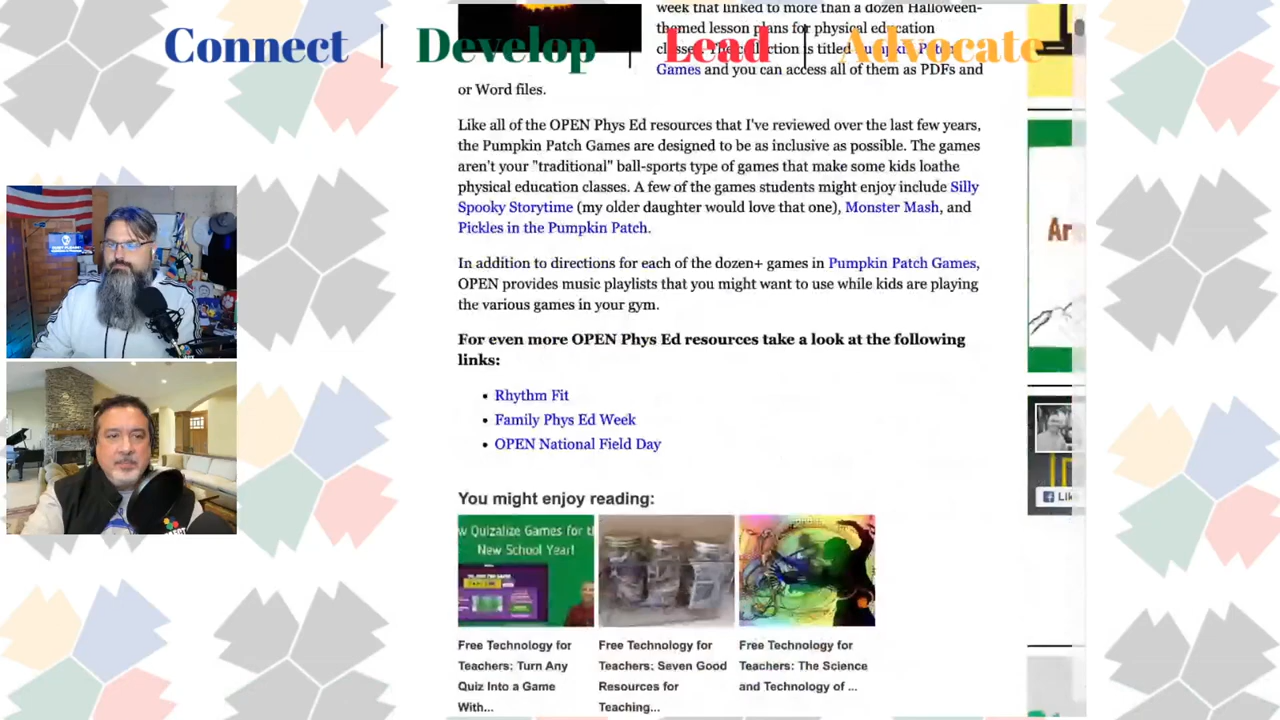 Connect | Develop | Lead | Advocate
week that linked to more than a dozen Halloween-
themed lesson plans for physical education
is titled
Games and you can access all of them as PDFs and
or Word files.
Like all of the OPEN Phys Ed resources that I've reviewed over the last few years,
the Pumpkin Patch Games are designed to be as inclusive as possible. The games
aren't your "traditional" ball-sports type of games that make some kids loathe
physical education classes. A few of the games students might enjoy include Silly
Spooky Storytime (my older daughter would love that one), Monster Mash, and
Pickles in the Pumpkin Patch.
In addition to directions for each of the dozen+ games in Pumpkin Patch Games,
OPEN provides music playlists that you might want to use while kids are playing
the various games in your gym.
For even more OPEN Phys Ed resources take a look at the following
links:
• Rhythm Fit
• Family Phys Ed Week
• OPEN National Field Day
You might enjoy reading:
w Quizalize Games for th
New School Year!
Free Technology for
Teachers: Turn Any
Quiz Into a Game
With...
Free Technology for
Teachers: Seven Good
Resources for
Teaching...
Free Technology for
Teachers: The Science
and Technology of ...
Ar
Lik